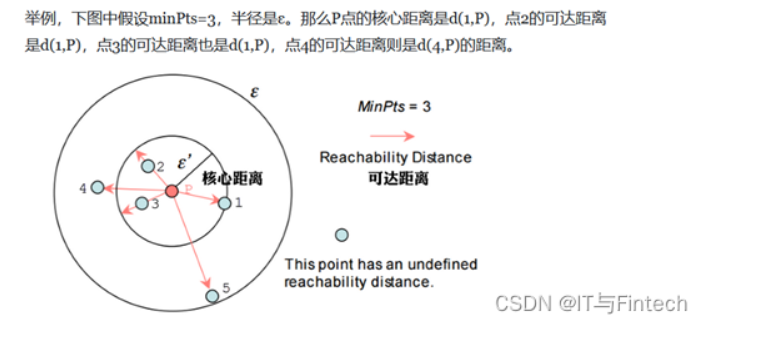 举例，下图中假设minPts=3，半径是ε。那么P点的核心距离是d(1,P)，点2的可达距离
是d(1,P)，点3的可达距离也是d(1,P)，点4的可达距离则是d(4,P)的距离。
ε
MinPts = 3
2
ε'
Reachability Distance
核心距离
可达距离
4
P
3
1
This point has an undefined
reachability distance.
5
CSDN @IT与Fintech